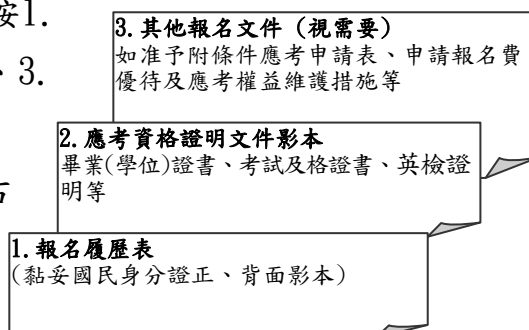 按1.
、3.
3.其他報名文件（視需要）
如准予附條件應考申請表、申請報名費
優待及應考權益維護措施等
2.應考資格證明文件影本
畢業(學位)證書、考試及格證書、英檢證
明等
1.報名履歷表
(黏妥國民身分證正、背面影本)